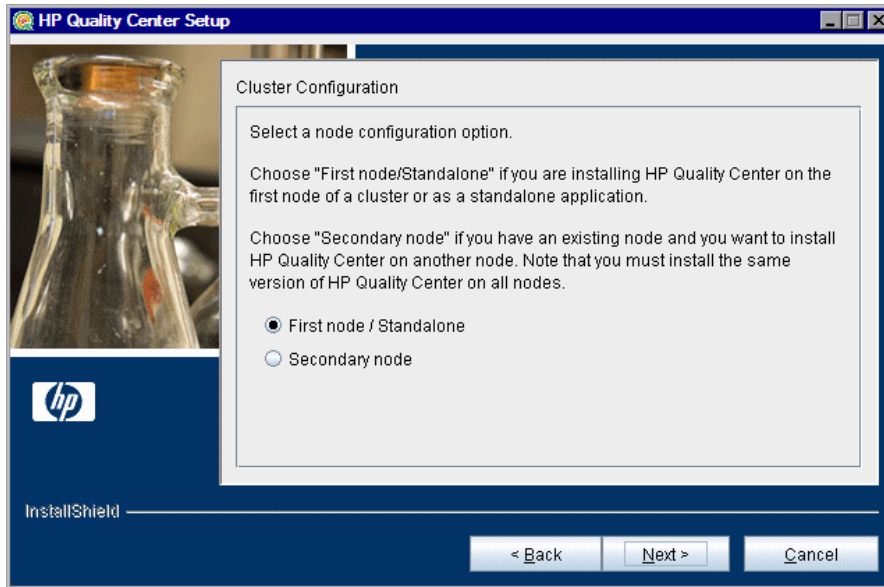 HP Quality Center Setup
Cluster Configuration
Select a node configuration option.
Choose "First node/Standalone" if you are installing HP Quality Center on the
first node of a cluster or as a standalone application.
Choose "Secondary node" if you have an existing node and you want to install
HP Quality Center on another node. Note that you must install the same
version of HP Quality Center on all nodes.
First node / Standalone
Secondary node
hp
InstallShield
< Back
Next >
Cancel